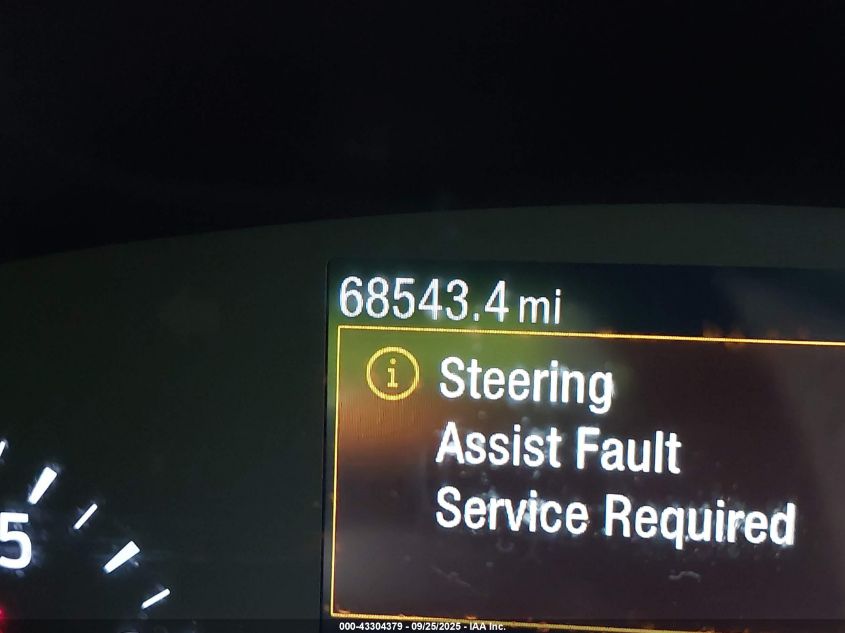 68543.4 mi
Steering
Assist Fault
Service Required
5
000-43304379 - 09/25/2025 - IAA Inc.